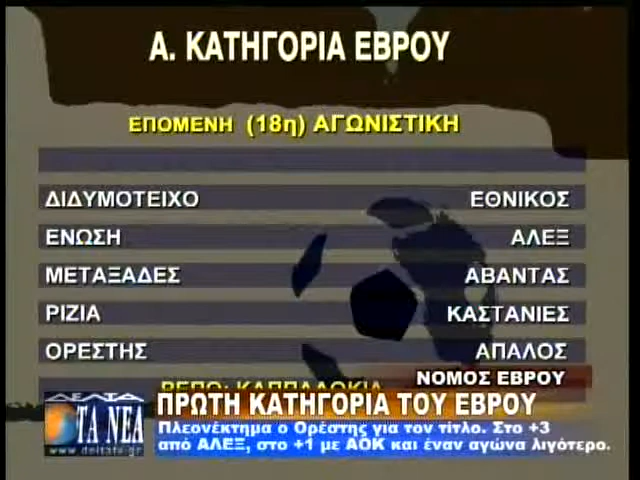 Α. ΚΑΤΗΓΟΡΙΑ ΕΒΡΟΥ
ΕΠΟΜΕΝΗ (18η) ΑΓΩΝΙΣΤΙΚΗ
ΔΙΔΥΜΟΤΕΙΧΟ ΕΘΝΙΚΟΣ
ΕΝΩΣΗ ΑΛΕΞ
ΜΕΤΑΞΑΔΕΣ ΑΒΑΝΤΑΣ
ΡΙΖΙΑ ΚΑΣΤΑΝΙΕΣ
ΟΡΕΣΤΗΣ ΑΠΑΛΟΣ
ΡΕΠΟ: ΚΑΠΠΑΔΟΚΙΑ
ΝΟΜΟΣ ΕΒΡΟΥ
ΔΕΛΤΑ
ΤΑ ΝΕΑ
www.deltatv.gr
ΠΡΩΤΗ ΚΑΤΗΓΟΡΙΑ ΤΟΥ ΕΒΡΟΥ
Πλεονέκτημα ο Ορέστης για τον τίτλο. Στο +3
από ΑΛΕΞ, στο +1 με ΑΟΚ και έναν αγώνα λιγότερο.